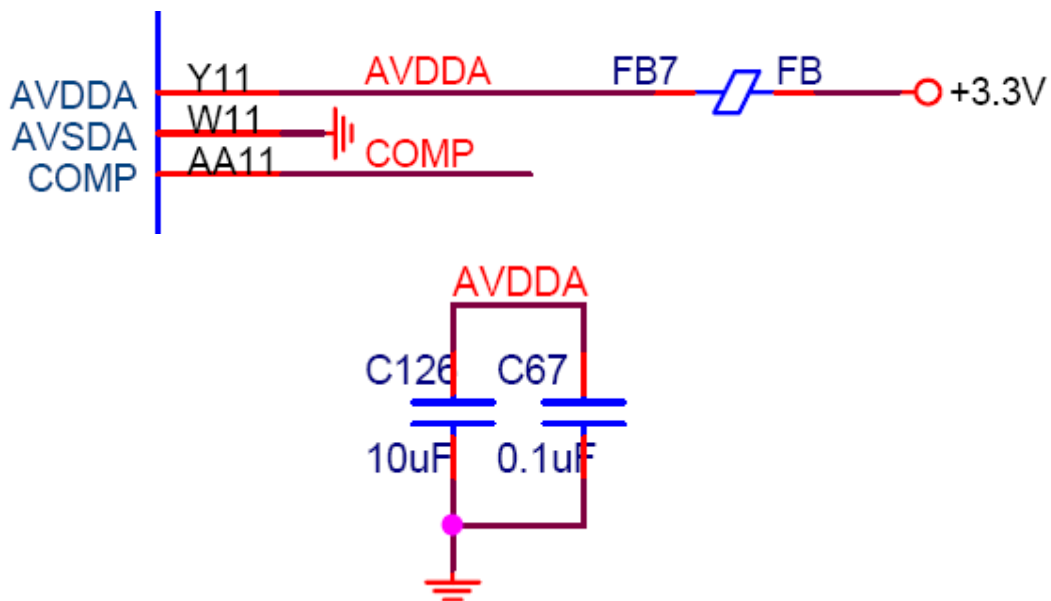 AVDDA Y11 AVDDA FB7 FB +3.3V
AVSDA W11
COMP AA11 COMP
AVDDA
C126 C67
10uF 0.1uF